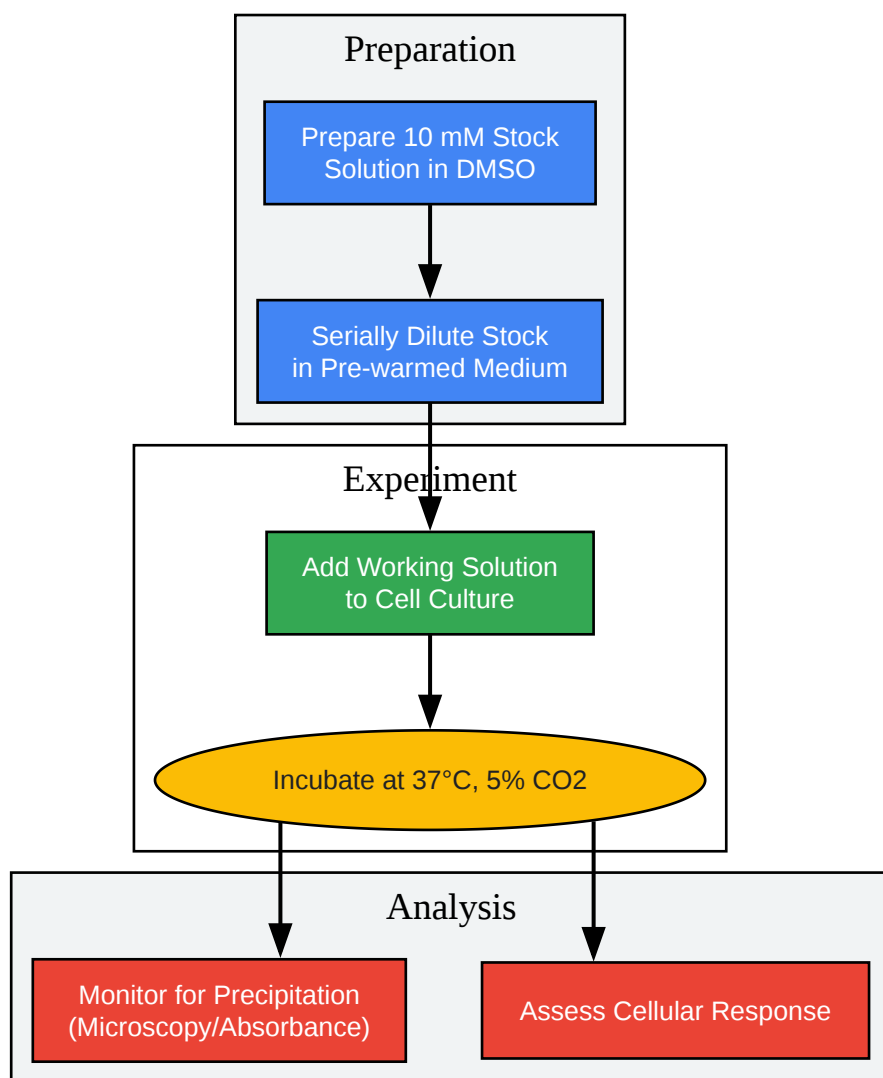 Preparation
Prepare 10 mM Stock
Solution in DMSO
Serially Dilute Stock
in Pre-warmed Medium
Experiment
Add Working Solution
to Cell Culture
Incubate at 37°C, 5% CO2
Analysis
Monitor for Precipitation
(Microscopy/Absorbance)
Assess Cellular Response